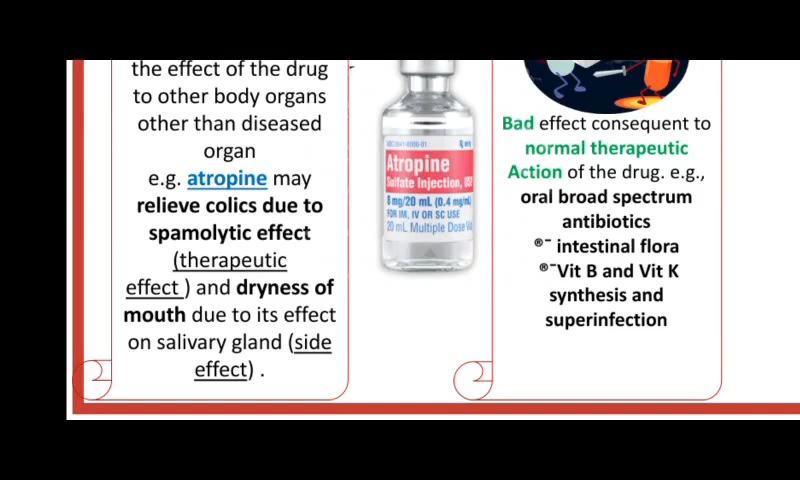 the effect of the drug
to other body organs
other than diseased
organ
e.g. atropine may
relieve colics due to
spamolytic effect
(therapeutic
effect ) and dryness of
mouth due to its effect
on salivary gland (side
effect) .
Rx only
Atropine
Sulfate Injection, USP
8 mg/20 mL (0.4 mg/mL)
FOR IM, IV OR SC USE
20 mL Multiple Dose
Bad effect consequent to
normal therapeutic
Action of the drug. e.g.,
oral broad spectrum
antibiotics
®¯ intestinal flora
®¯Vit B and Vit K
synthesis and
superinfection